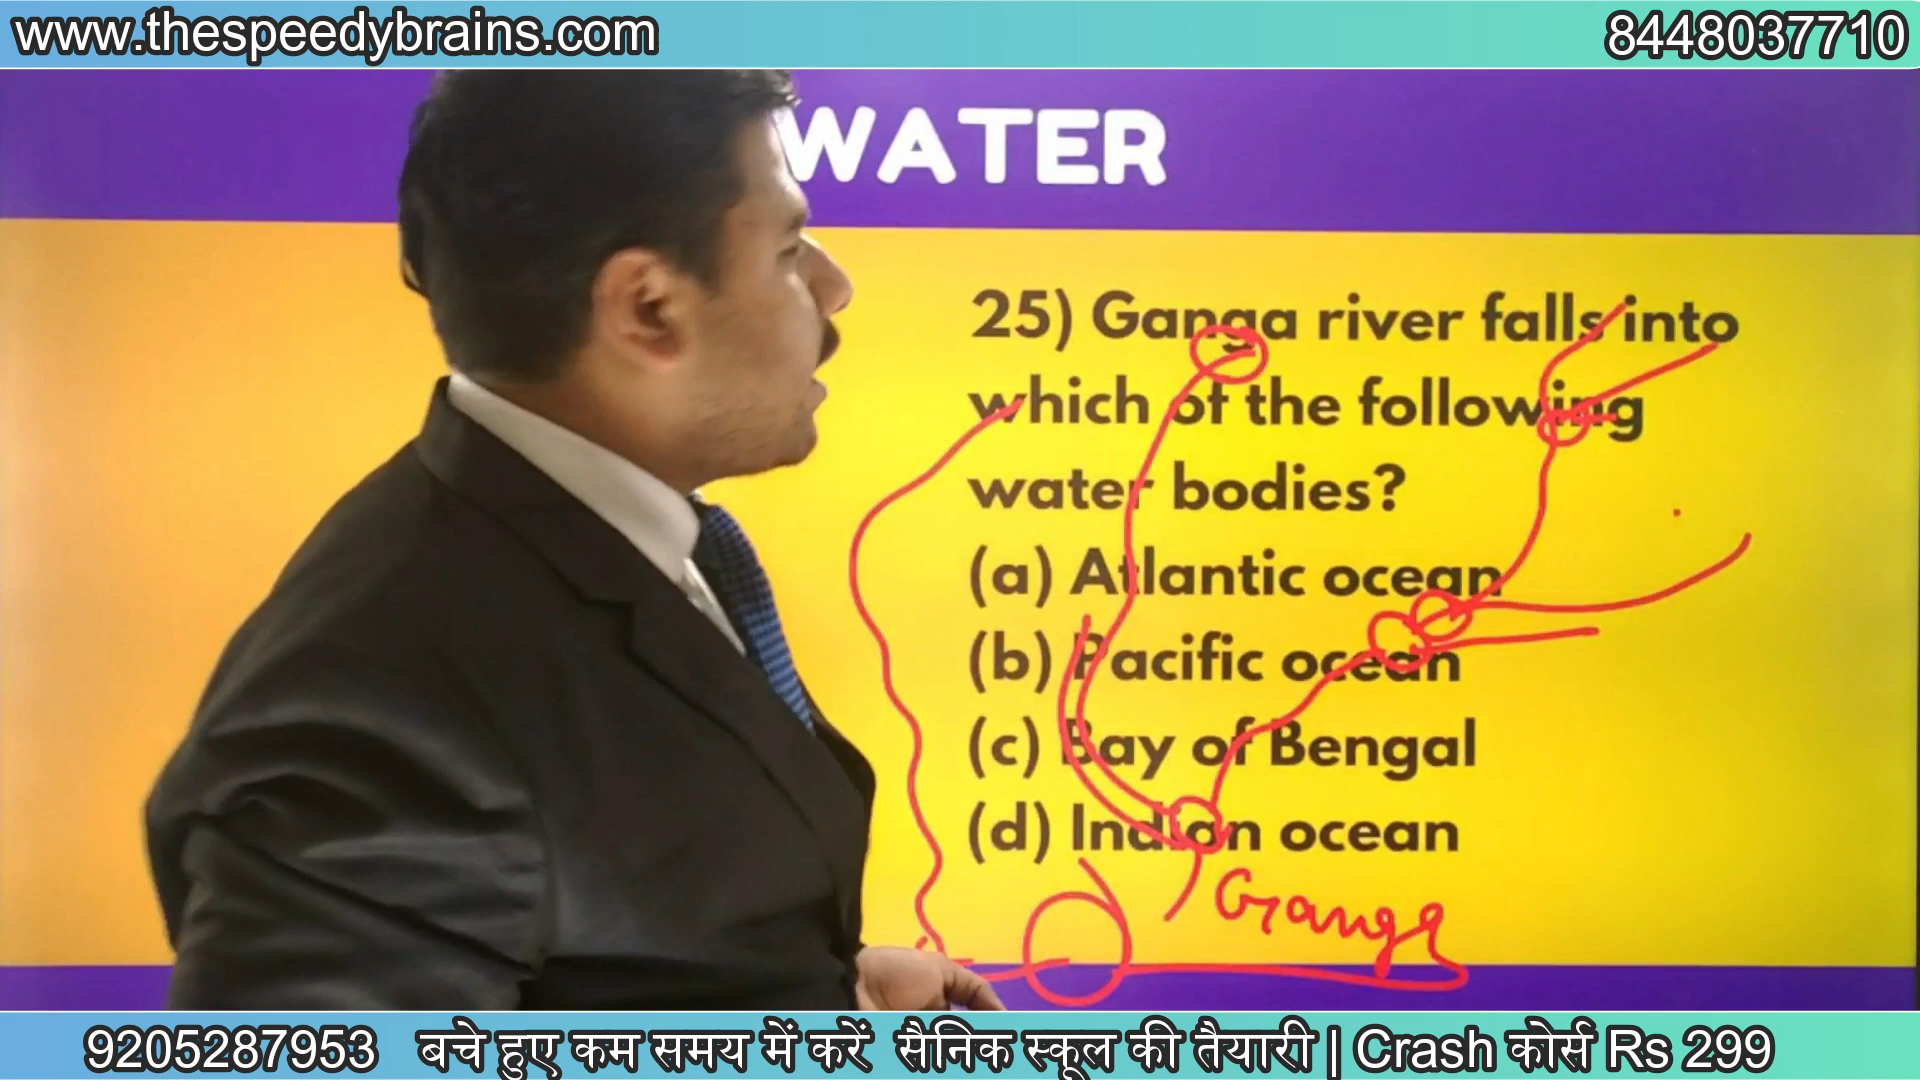 www.thespeedybrains.com
8448037710
WATER
25) Ganga river falls into
which of the following
water bodies?
(a) Atlantic ocean
(b) Pacific ocean
(c) Bay of Bengal
(d) Indian ocean
Ganga
9205287953 बचे हुए कम समय में करें सैनिक स्कूल की तैयारी | Crash कोर्स Rs 299